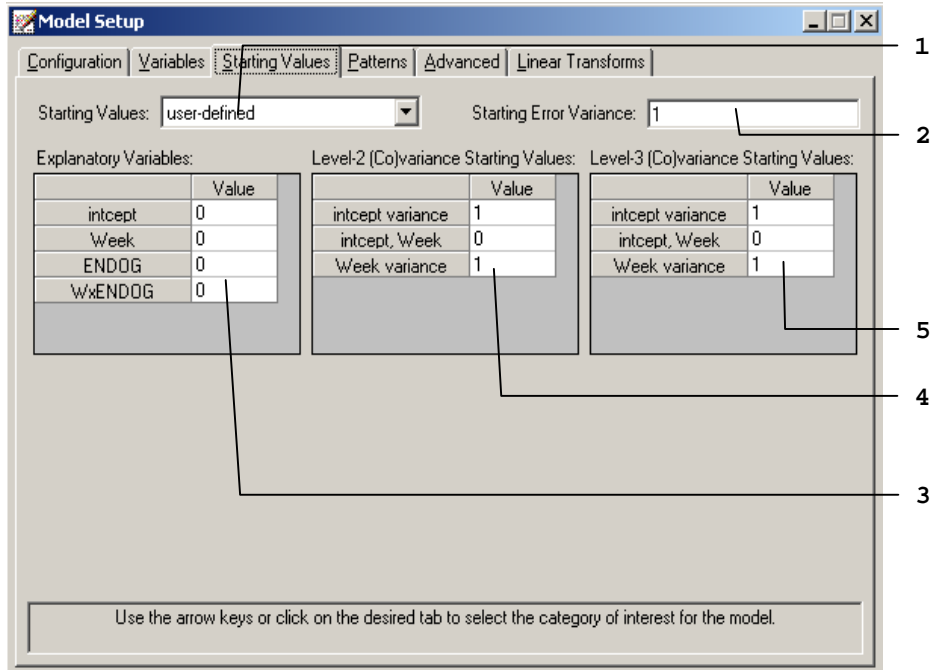 Model Setup
1
Configuration Variables Starting Values Patterns Advanced Linear Transforms
Starting Values: user-defined Starting Error Variance: 1
2
Explanatory Variables: Level-2 (Co)variance Starting Values: Level-3 (Co)variance Starting Values:
Value Value Value
intcept 0 intcept variance 1 intcept variance 1
Week 0 intcept, Week 0 intcept, Week 0
ENDOG 0 Week variance 1 Week variance 1
WxENDOG 0
5
4
3
Use the arrow keys or click on the desired tab to select the category of interest for the model.